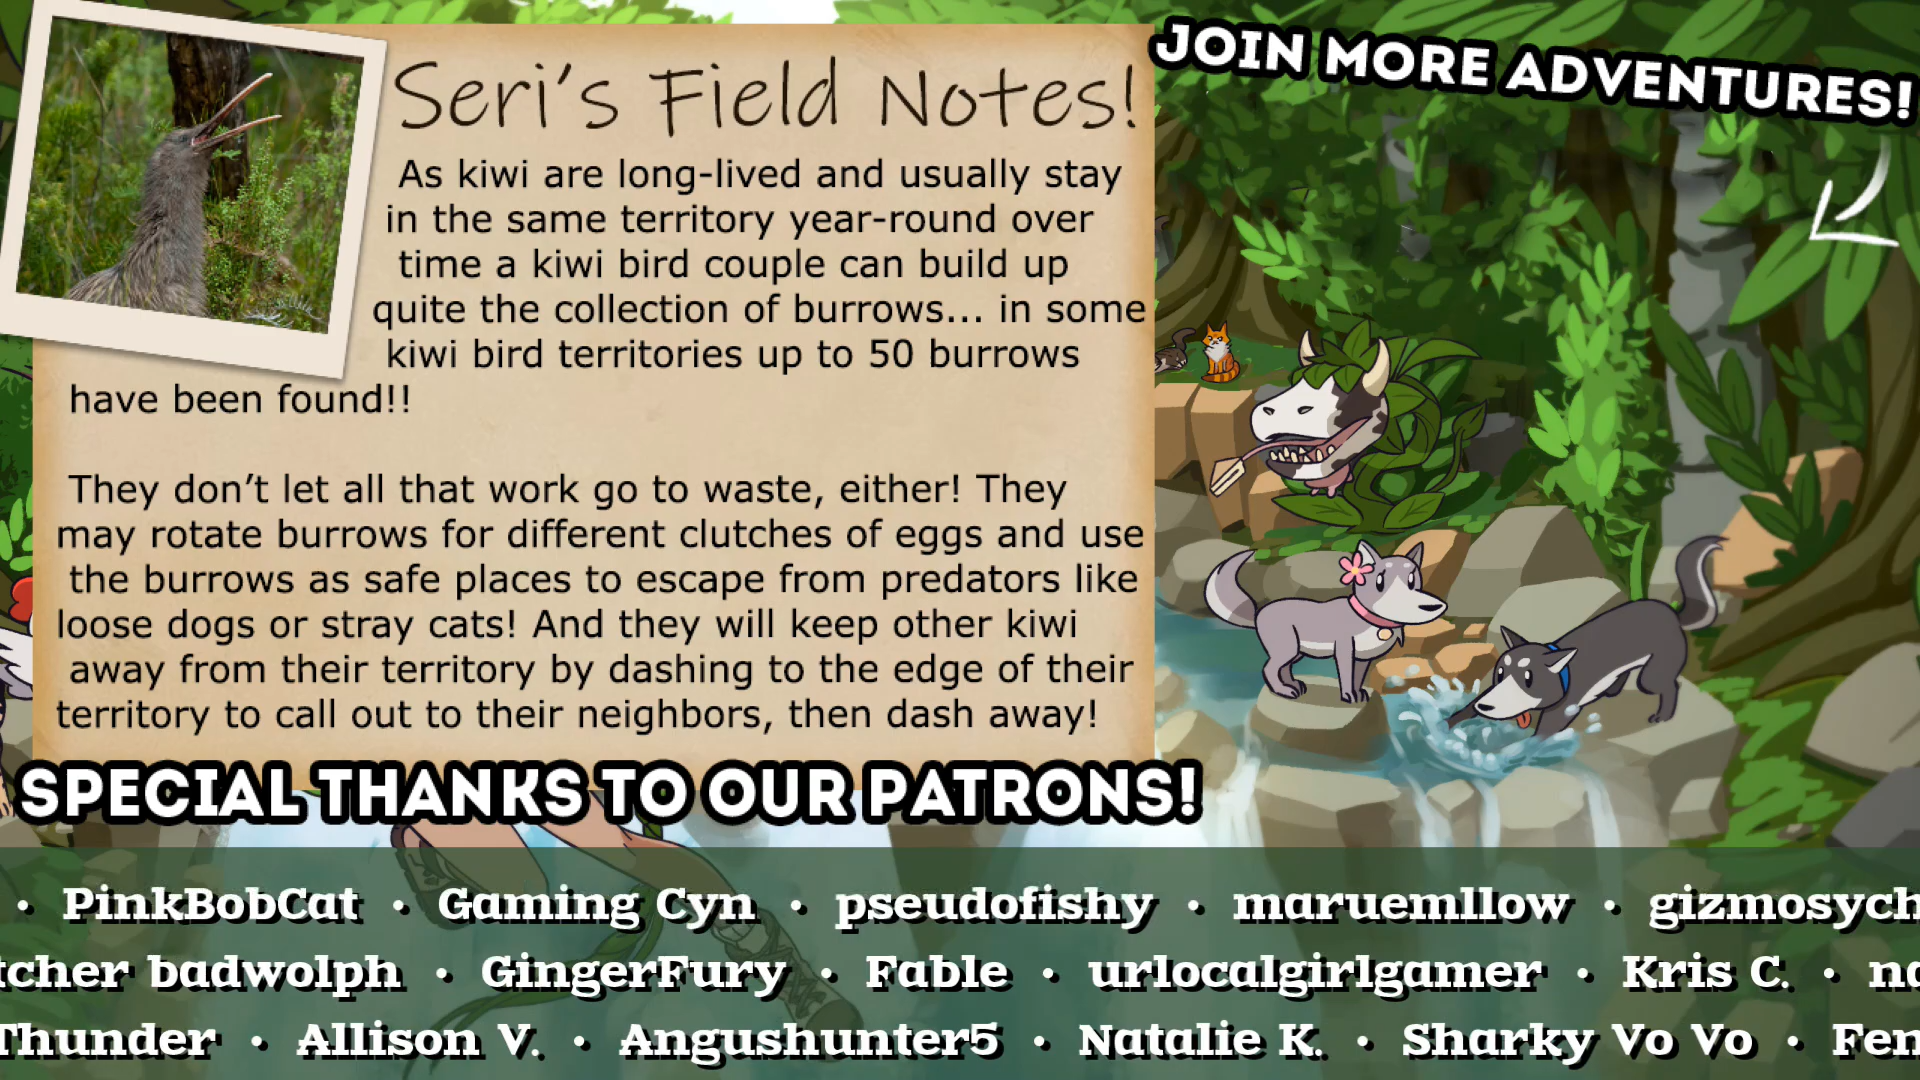 Seri's Field Notes!
JOIN MORE ADVENTURES!
As kiwi are long-lived and usually stay
in the same territory year-round over
time a kiwi bird couple can build up
quite the collection of burrows... in some
kiwi bird territories up to 50 burrows
have been found!!
They don't let all that work go to waste, either! They
may rotate burrows for different clutches of eggs and use
the burrows as safe places to escape from predators like
loose dogs or stray cats! And they will keep other kiwi
away from their territory by dashing to the edge of their
territory to call out to their neighbors, then dash away!
SPECIAL THANKS TO OUR PATRONS!
• PinkBobCat • Gaming Cyn • pseudofishy • maruemllow • gizmosych
tcher badwolph • GingerFury • Fable • urlocalgirlgamer • Kris C. • na
Thunder • Allison V. • Angushunter5 • Natalie K. • Sharky Vo Vo • Fen